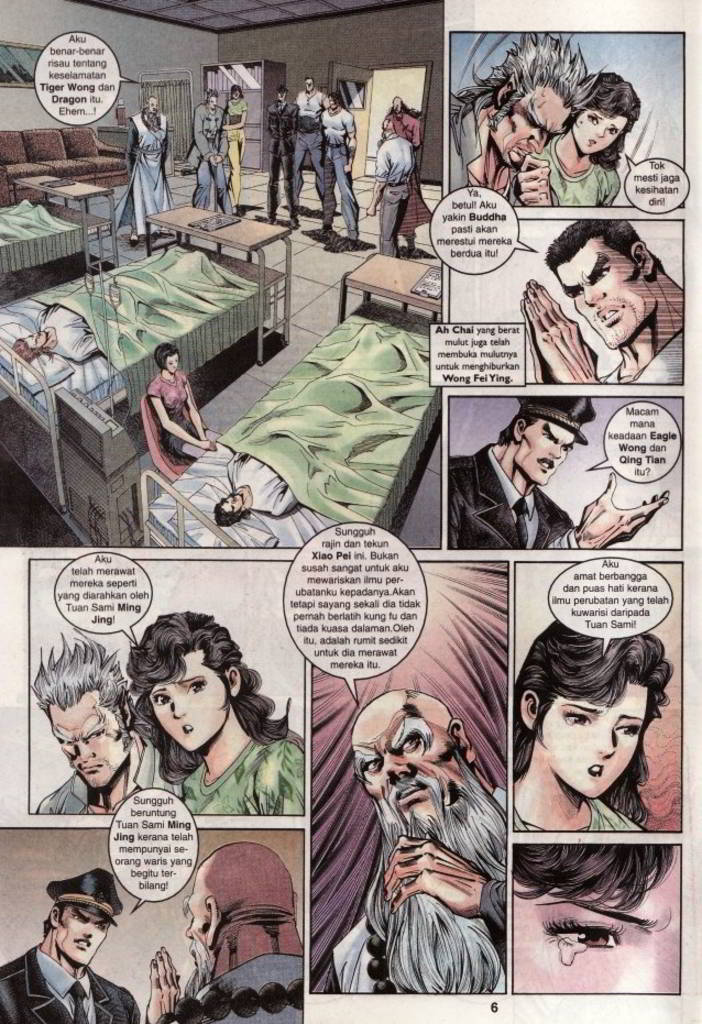 Aku
benar-benar
risau tentang
keselamatan
Tiger Wong dan
Dragon itu.
Ehem...!
Tok
mesti jaga
kesihatan
diri!
Ya,
betul! Aku
yakin Buddha
pasti akan
merestui mereka
berdua itu!
Ah Chai yang berat
mulut juga telah
membuka mulutnya
untuk menghiburkan
Wong Fei Ying.
Macam
mana
keadaan Eagle
Wong dan
Qing Tian
itu?
Aku
telah merawat
mereka seperti
yang diarahkan oleh
Tuan Sami Ming
Jing!
Sungguh
rajin dan tekun
Xiao Pei ini. Bukan
susah sangat untuk aku
mewariskan ilmu per-
ubatanku kepadanya.Akan
tetapi sayang sekali dia tidak
pernah berlatih kung fu dan
tiada kuasa dalaman.Oleh
itu, adalah rumit sedikit
untuk dia merawat
mereka itu.
Aku
amat berbangga
dan puas hati kerana
ilmu perubatan yang telah
kuwarisi daripada
Tuan Sami!
Sungguh beruntung
Tuan Sami Ming
Jing kerana telah
mempunyai se-
orang waris yang
begitu ter-
bilang!
6